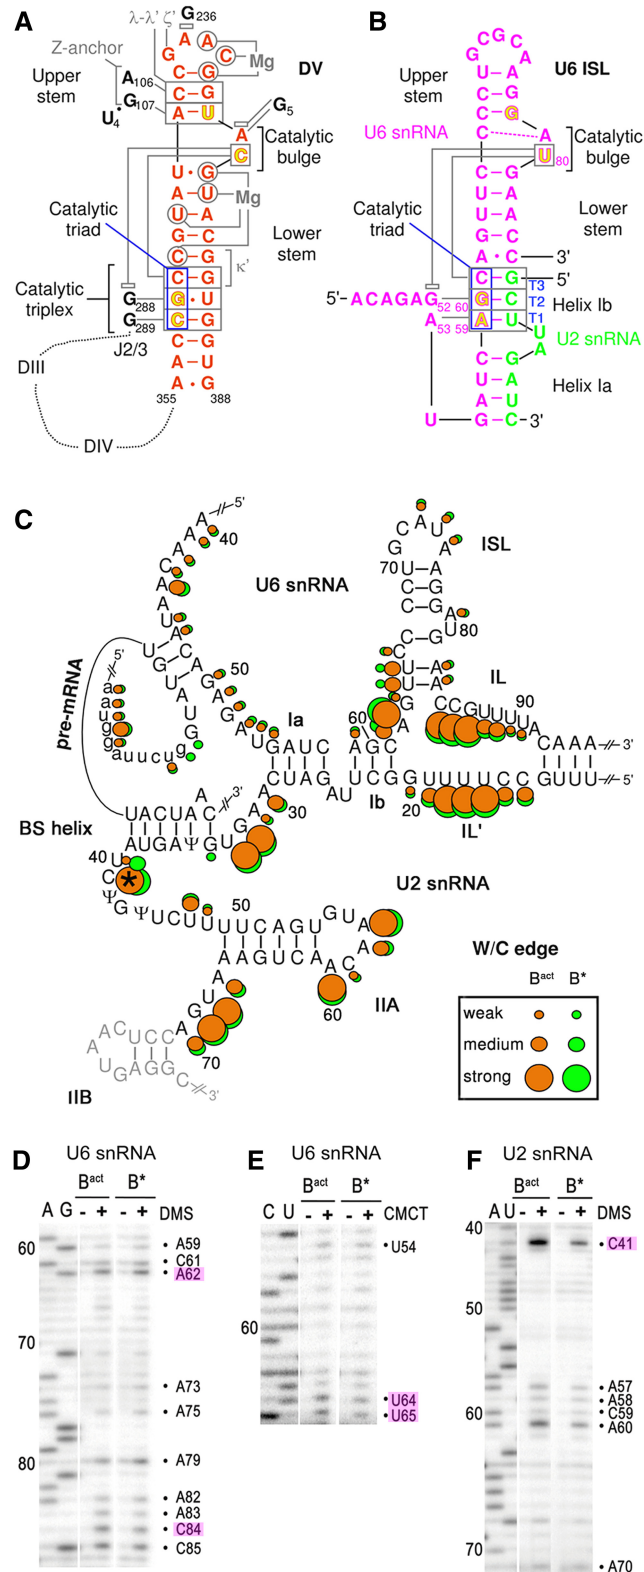 A
λ-λ' ζ'
G236
DV
Z-anchor
Upper stem
A106
G107
U4
G5
Mg
Catalytic bulge
Mg
Catalytic triad
Lower stem
κ'
Catalytic triplex
G288
G289
J2/3
DIII
DIV
355
388
B
U6 ISL
Upper stem
U6 snRNA
Catalytic bulge
80
Catalytic triad
Lower stem
3'
5'
5'-ACAGAG
52 60
53 59
T3
T2
T1
Helix Ib
U2 snRNA
Helix Ia
3'
C
5'
40
U6 snRNA
ISL
70
80
pre-mRNA
5'
50
Ia
60
IL
90
3'
5'
Ib
20
IL'
30
3'
BS helix
40
*
U2 snRNA
50
W/C edge
Bact B*
weak
medium
strong
60
IIA
70
IIB
3'
D
U6 snRNA
Bact B*
A G - + - + DMS
60
A59
C61
A62
70
A73
A75
80
A79
A82
A83
C84
C85
E
U6 snRNA
Bact B*
C U - + - + CMCT
U54
60
U64
U65
F
U2 snRNA
Bact B*
A U - + - + DMS
40
C41
50
A57
A58
60
C59
A60
70
A70